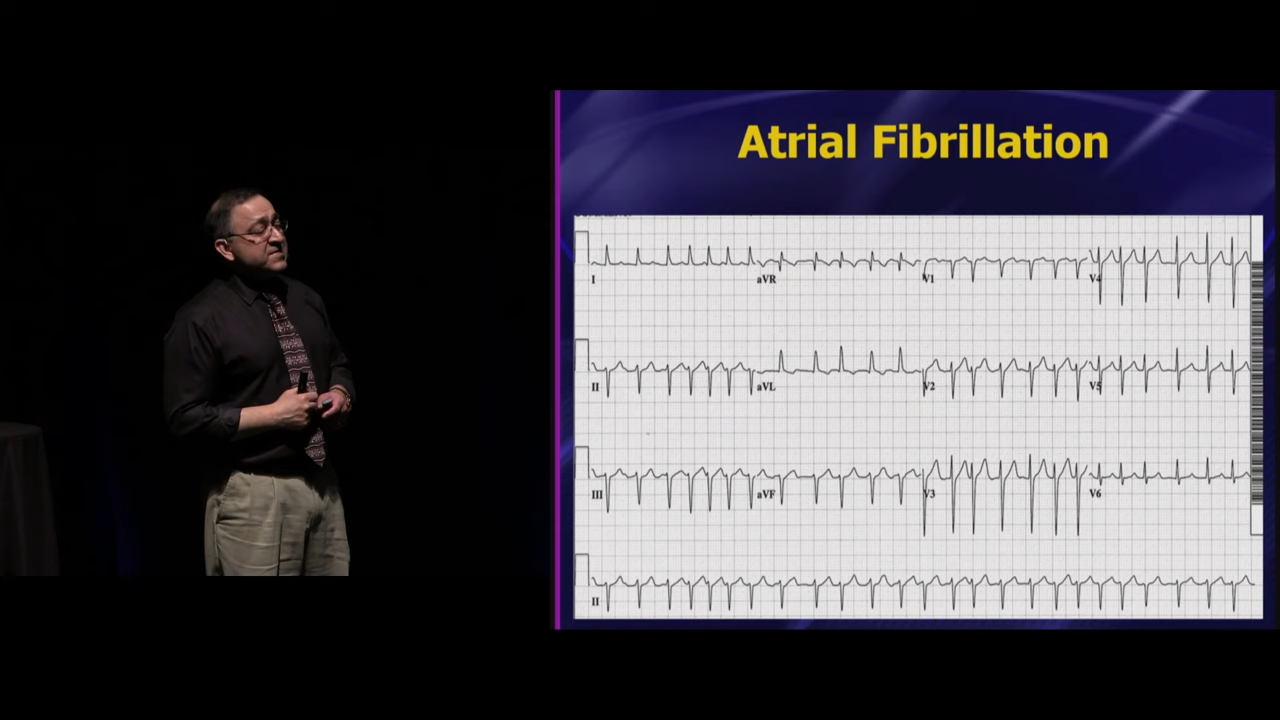 Atrial Fibrillation
I aVR V1 V4
II aVL V2 V5
III aVF V3 V6
II